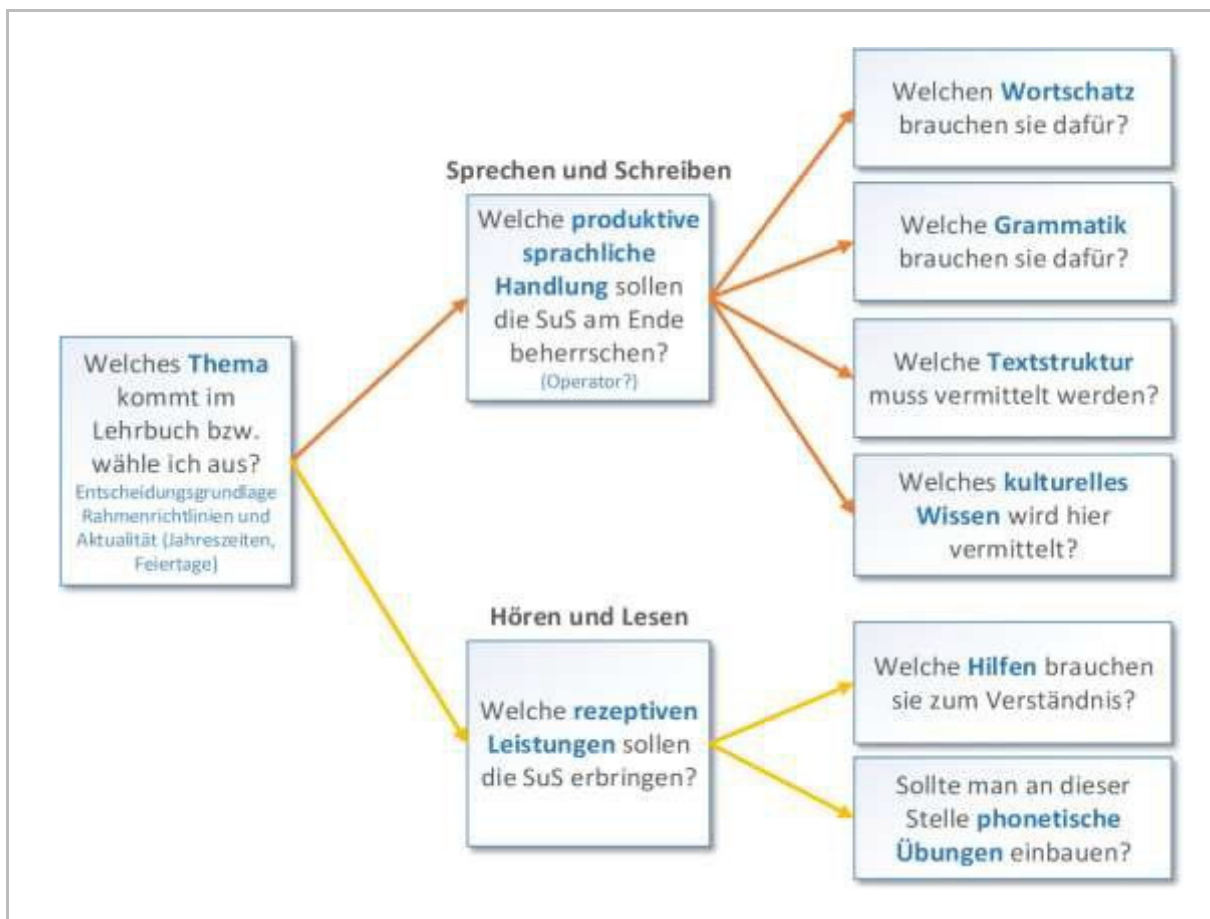 Welches Thema
kommt im
Lehrbuch bzw.
wähle ich aus?
Entscheidungsgrundlage
Rahmenrichtlinien und
Aktualität (Jahreszeiten,
Feiertage)
Sprechen und Schreiben
Welche produktive
sprachliche
Handlung sollen
die SuS am Ende
beherrschen?
(Operator?)
Welchen Wortschatz
brauchen sie dafür?
Welche Grammatik
brauchen sie dafür?
Welche Textstruktur
muss vermittelt werden?
Welches kulturelles
Wissen wird hier
vermittelt?
Hören und Lesen
Welche rezeptiven
Leistungen sollen
die SuS erbringen?
Welche Hilfen brauchen
sie zum Verständnis?
Sollte man an dieser
Stelle phonetische
Übungen einbauen?